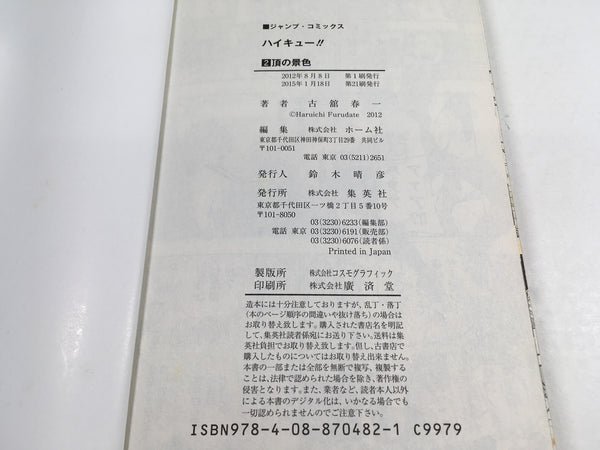 ■ジャンプ・コミックス
ハイキュー!!
2頂の景色
2012年8月8日 第1刷発行
2015年1月18日 第21刷発行
著者 古舘春一
©Haruichi Furudate 2012
編集 株式会社 ホーム社
東京都千代田区神田神保町3丁目29番 共同ビル
〒101-0051
電話 東京 03(5211)2651
発行人 鈴木晴彦
発行所 株式会社 集英社
東京都千代田区一ツ橋2丁目5番10号
〒101-8050
03(3230)6233(編集部)
電話 東京 03(3230)6191(販売部)
03(3230)6076(読者係)
Printed in Japan
製版所 株式会社コスモグラフィック
印刷所 株式会社 廣済堂
造本には十分注意しておりますが、乱丁・落丁
(本のページ順序の間違いや抜け落ち)の場合は
お取り替え致します。購入された書店名を明記し
て、集英社読者係宛にお送り下さい。送料は集
英社負担でお取り替え致します。但し、古書店で
購入したものについてはお取り替え出来ません。
本書の一部または全部を無断で複写、複製する
ことは、法律で認められた場合を除き、著作権の
侵害となります。また、業者など、読者本人以外
による本書のデジタル化は、いかなる場合でも
一切認められませんのでご注意下さい。
ISBN978-4-08-870482-1 C9979